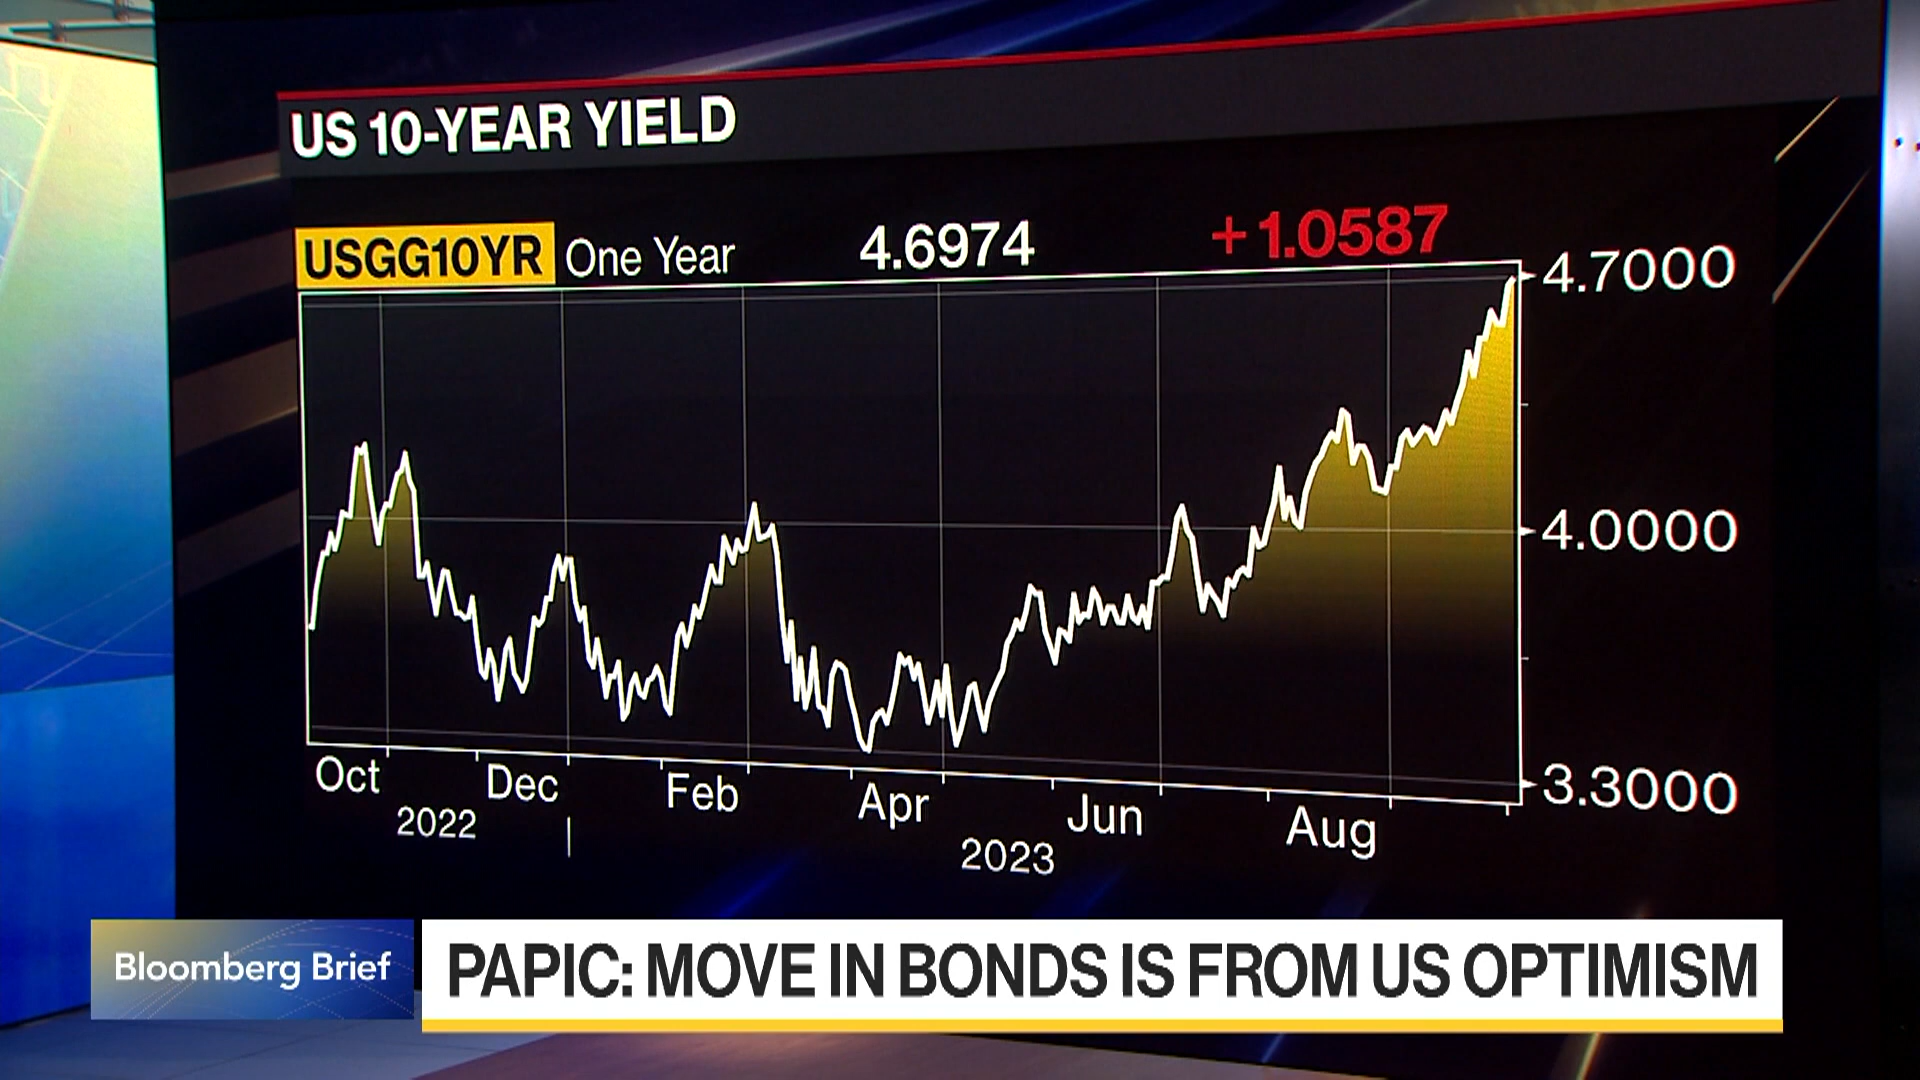 US 10-YEAR YIELD
USGG10YR One Year 4.6974 +1.0587
4.7000
4.0000
3.3000
Oct Dec Feb Apr Jun Aug
2022 2023
Bloomberg Brief
PAPIC: MOVE IN BONDS IS FROM US OPTIMISM